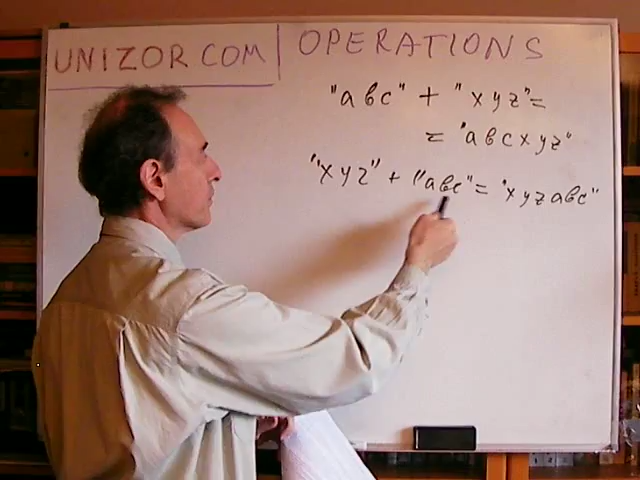 UNIZOR.COM | OPERATIONS
"abc" + "xyz" =
= "abcxyz"
"xyz" + "abc" = "xyzabc"